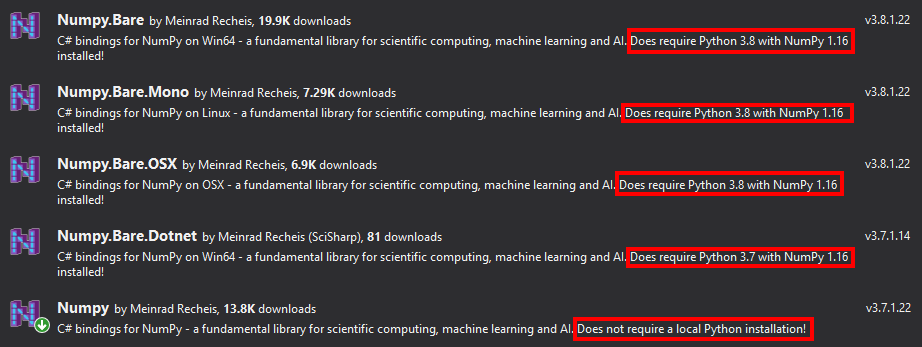 Numpy.Bare by Meinrad Recheis, 19.9K downloads v3.8.1.22
C# bindings for NumPy on Win64 - a fundamental library for scientific computing, machine learning and AI. Does require Python 3.8 with NumPy 1.16
installed!
Numpy.Bare.Mono by Meinrad Recheis, 7.29K downloads v3.8.1.22
C# bindings for NumPy on Linux - a fundamental library for scientific computing, machine learning and AI. Does require Python 3.8 with NumPy 1.16
installed!
Numpy.Bare.OSX by Meinrad Recheis, 6.9K downloads v3.8.1.22
C# bindings for NumPy on OSX - a fundamental library for scientific computing, machine learning and AI. Does require Python 3.8 with NumPy 1.16
installed!
Numpy.Bare.Dotnet by Meinrad Recheis (SciSharp), 81 downloads v3.7.1.14
C# bindings for NumPy on Win64 - a fundamental library for scientific computing, machine learning and AI. Does require Python 3.7 with NumPy 1.16
installed!
Numpy by Meinrad Recheis, 13.8K downloads v3.7.1.22
C# bindings for NumPy - a fundamental library for scientific computing, machine learning and AI. Does not require a local Python installation!